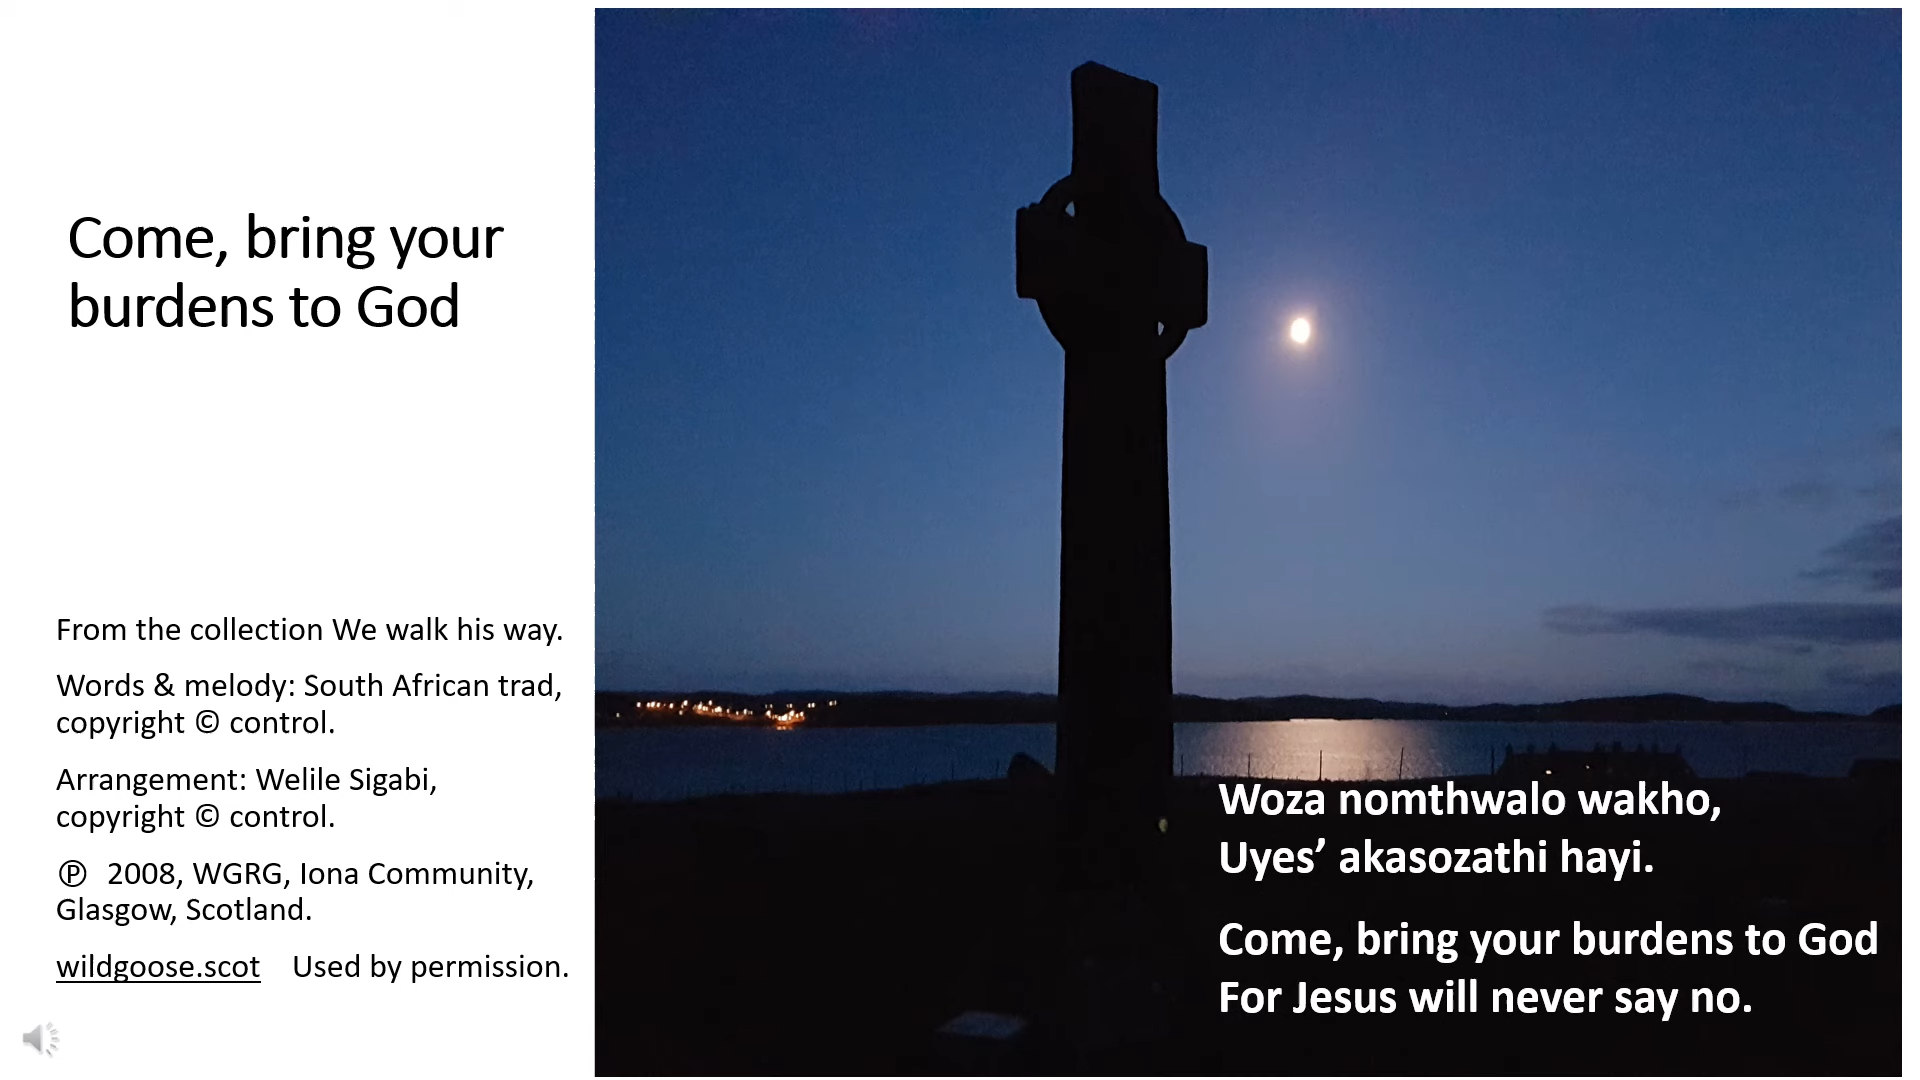 Come, bring your
burdens to God
From the collection We walk his way.
Words & melody: South African trad,
copyright © control.
Arrangement: Welile Sigabi,
copyright © control.
℗ 2008, WGRG, Iona Community,
Glasgow, Scotland.
wildgoose.scot Used by permission.
Woza nomthwalo wakho,
Uyes’ akasozathi hayi.
Come, bring your burdens to God
For Jesus will never say no.